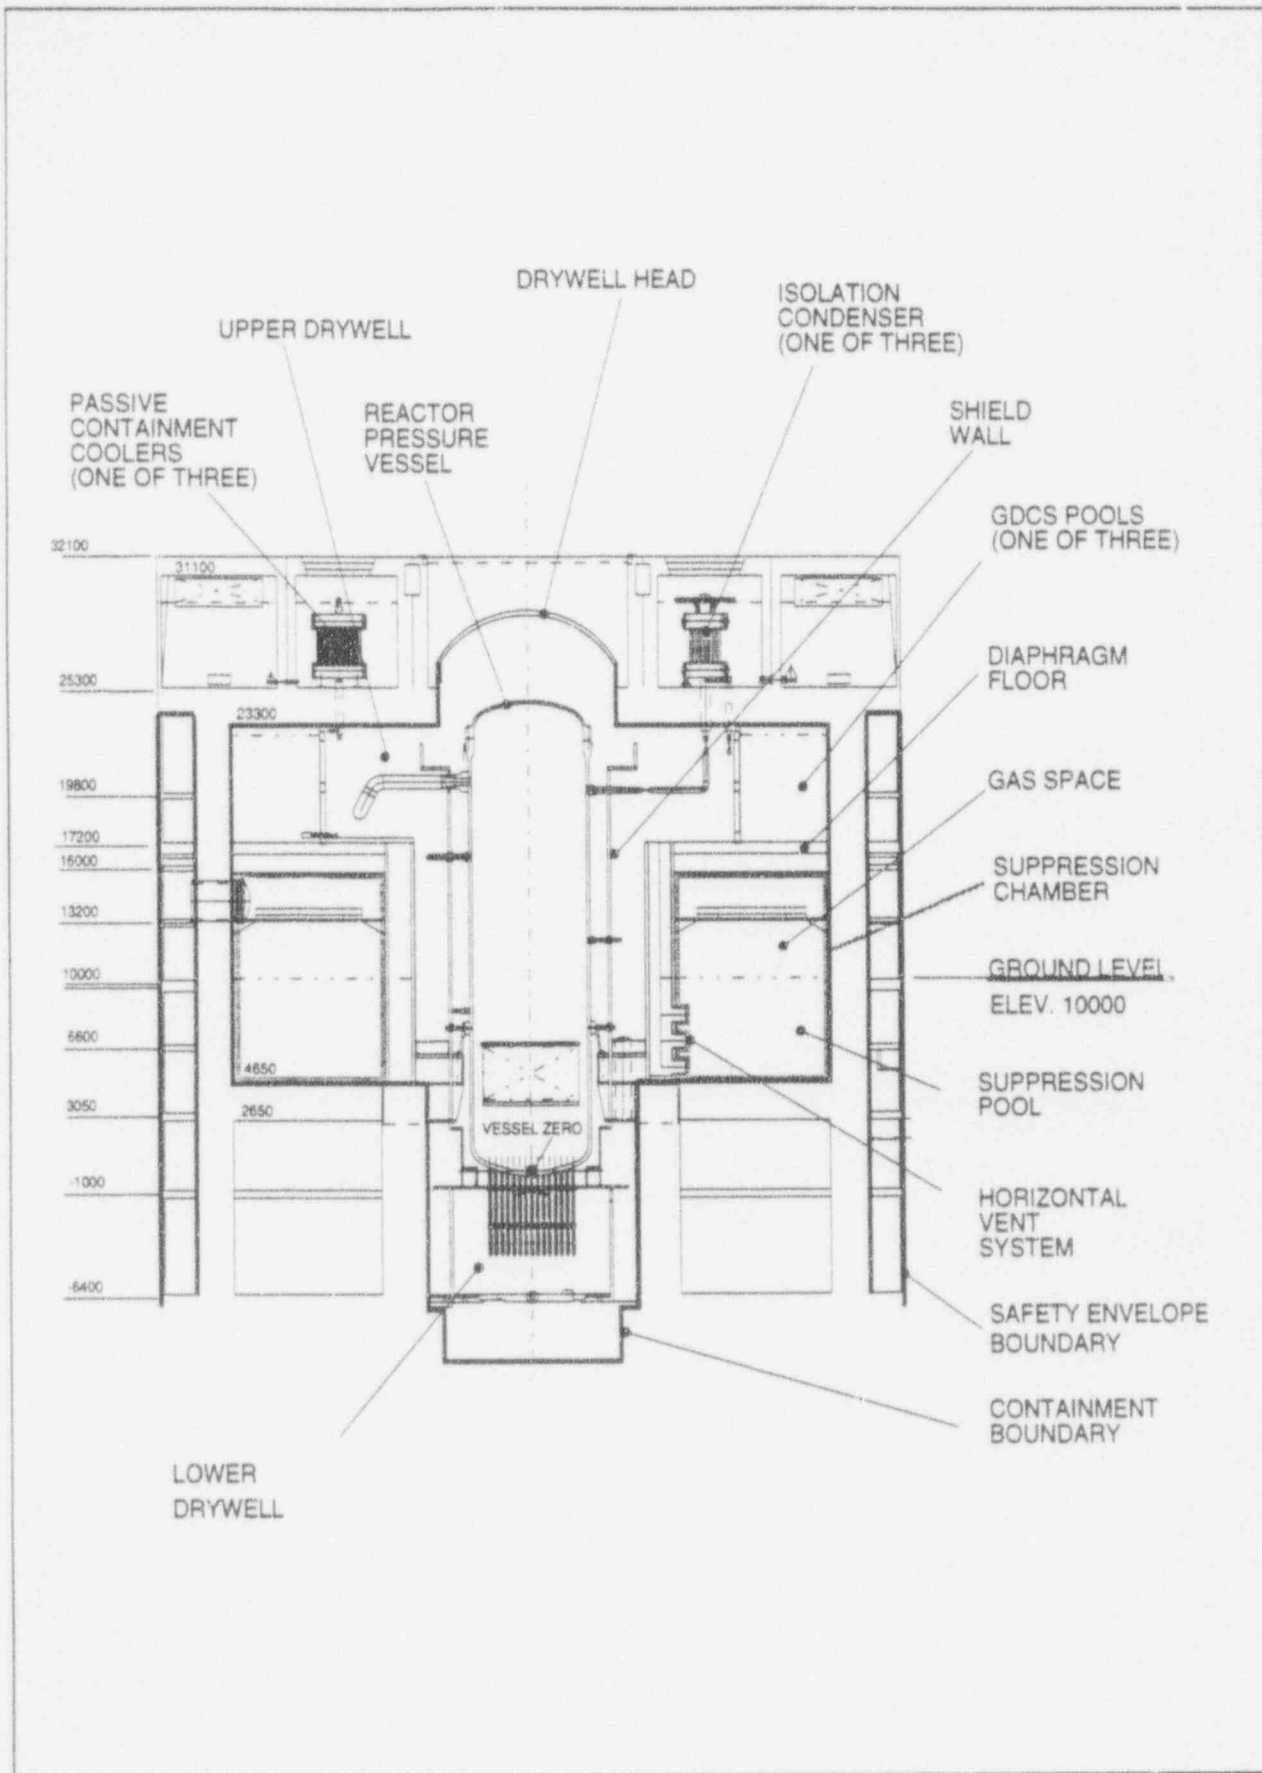 DRYWELL HEAD
ISOLATION
CONDENSER
(ONE OF THREE)
UPPER DRYWELL
PASSIVE
CONTAINMENT
COOLERS
(ONE OF THREE)
REACTOR
PRESSURE
VESSEL
SHIELD
WALL
GDCS POOLS
(ONE OF THREE)
32100
31100
DIAPHRAGM
FLOOR
25300
23300
GAS SPACE
19800
17200
16000
SUPPRESSION
CHAMBER
13200
10000
GROUND LEVEL
ELEV. 10000
6600
4650
SUPPRESSION
POOL
3050
2650
VESSEL ZERO
-1000
HORIZONTAL
VENT
SYSTEM
-6400
SAFETY ENVELOPE
BOUNDARY
CONTAINMENT
BOUNDARY
LOWER
DRYWELL